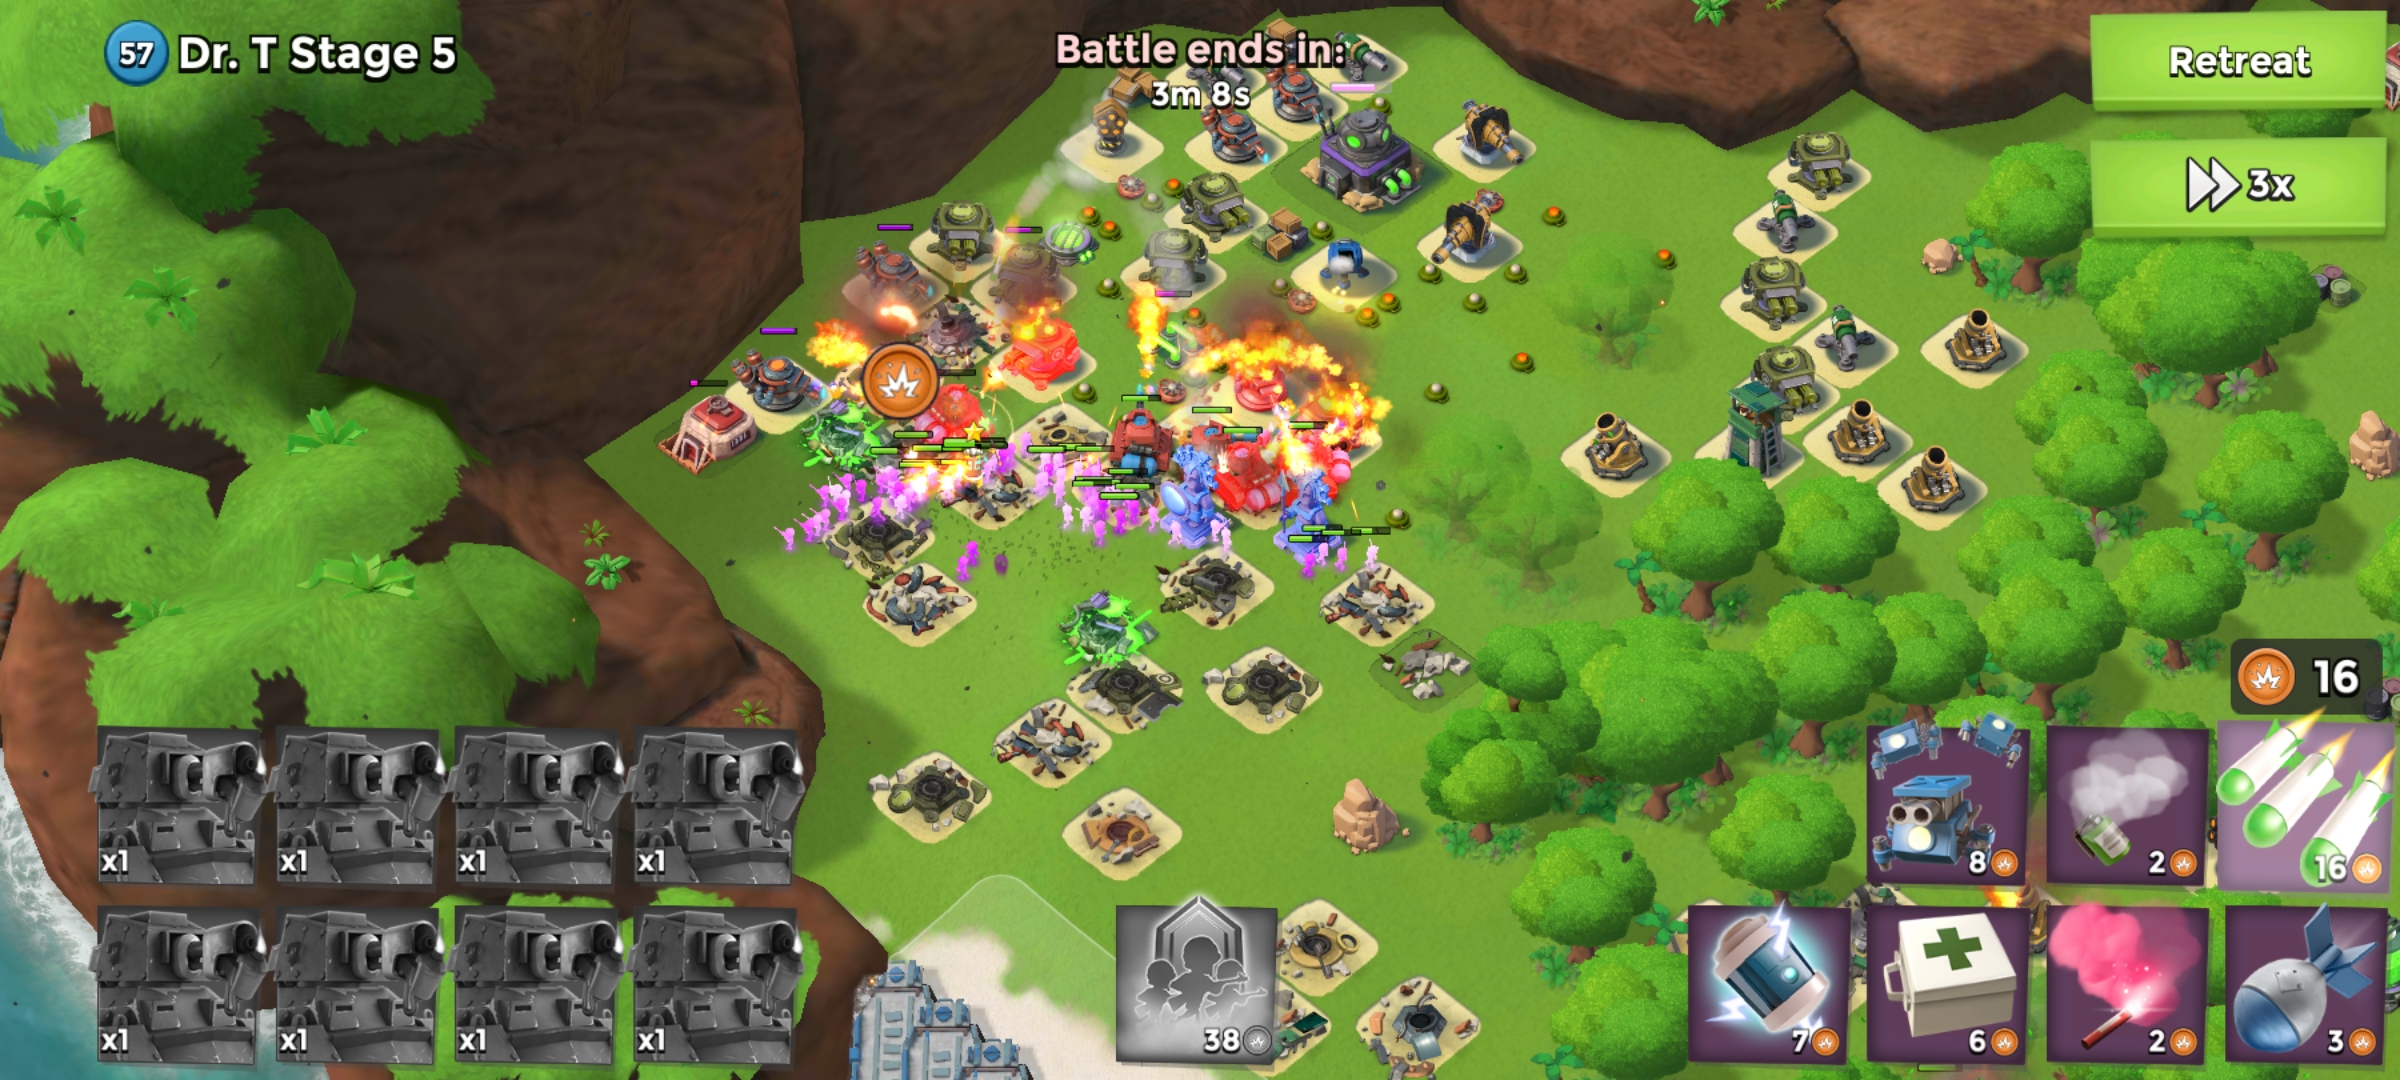 57 Dr. T Stage 5
Battle ends in:
3m 8s
Retreat
3x
16
8
2
16
x1
x1
x1
x1
x1
x1
x1
x1
38
7
6
2
3